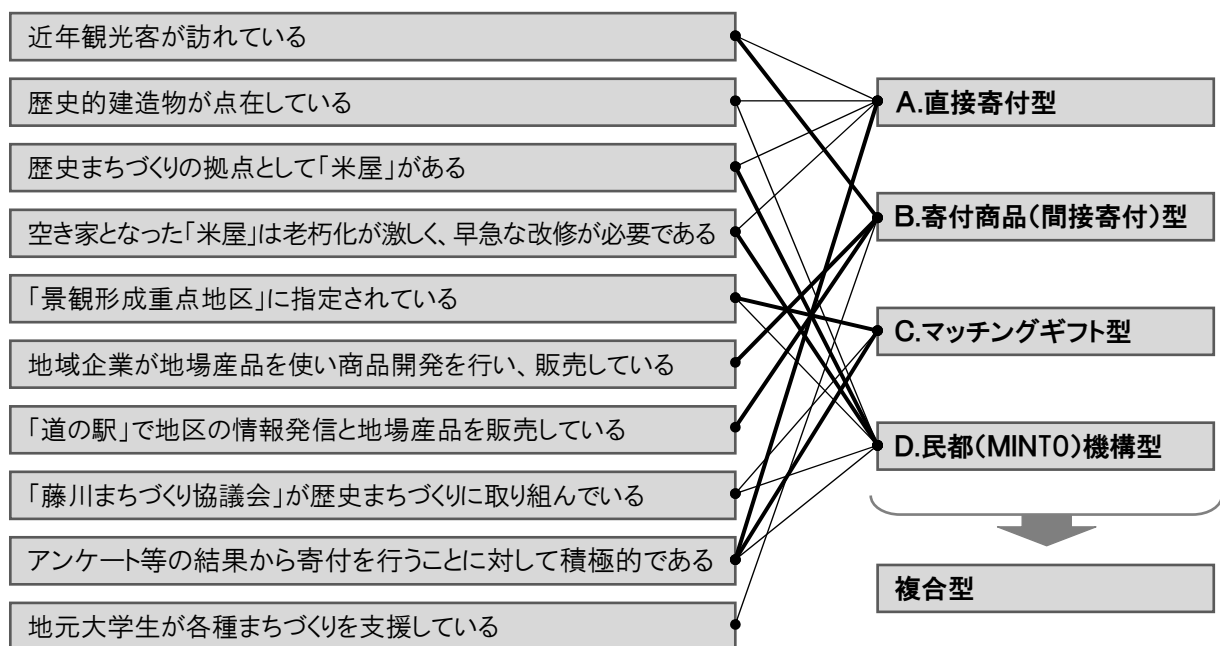 近年観光客が訪れている
歴史的建造物が点在している
歴史まちづくりの拠点として「米屋」がある
空き家となった「米屋」は老朽化が激しく、早急な改修が必要である
「景観形成重点地区」に指定されている
地域企業が地場産品を使い商品開発を行い、販売している
「道の駅」で地区の情報発信と地場産品を販売している
「藤川まちづくり協議会」が歴史まちづくりに取り組んでいる
アンケート等の結果から寄付を行うことに対して積極的である
地元大学生が各種まちづくりを支援している
A.直接寄付型
B.寄付商品(間接寄付)型
C.マッチングギフト型
D.民都(MINTO)機構型
複合型